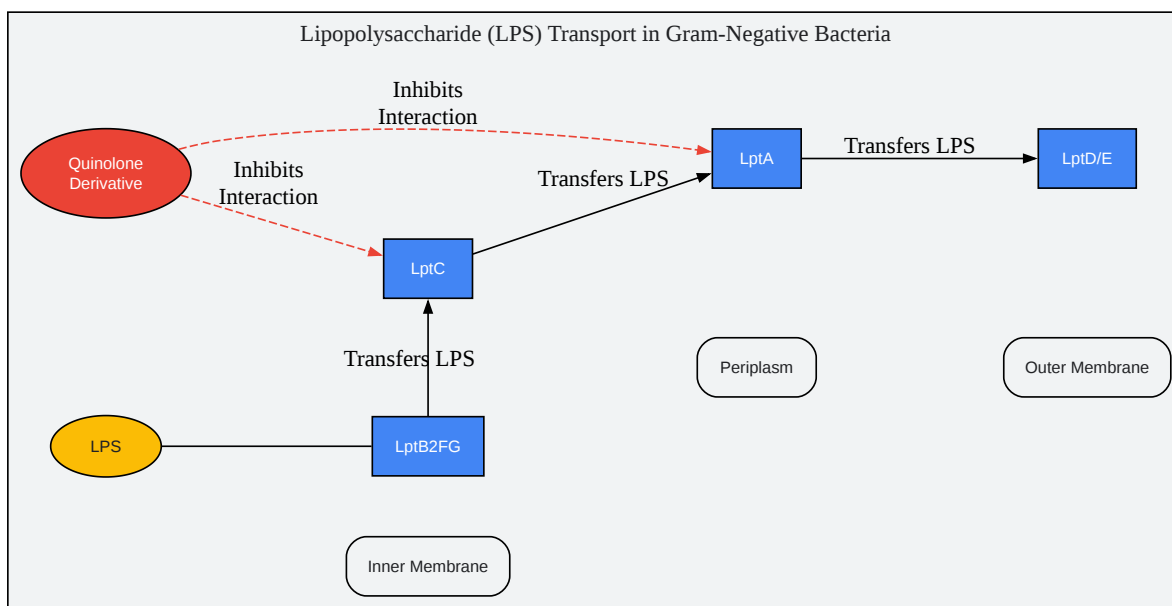 Lipopolysaccharide (LPS) Transport in Gram-Negative Bacteria
Inhibits
Interaction
Quinolone
Derivative
Inhibits
Interaction
LptA
Transfers LPS
LptD/E
Transfers LPS
LptC
Transfers LPS
Periplasm
Outer Membrane
LPS
LptB2FG
Inner Membrane